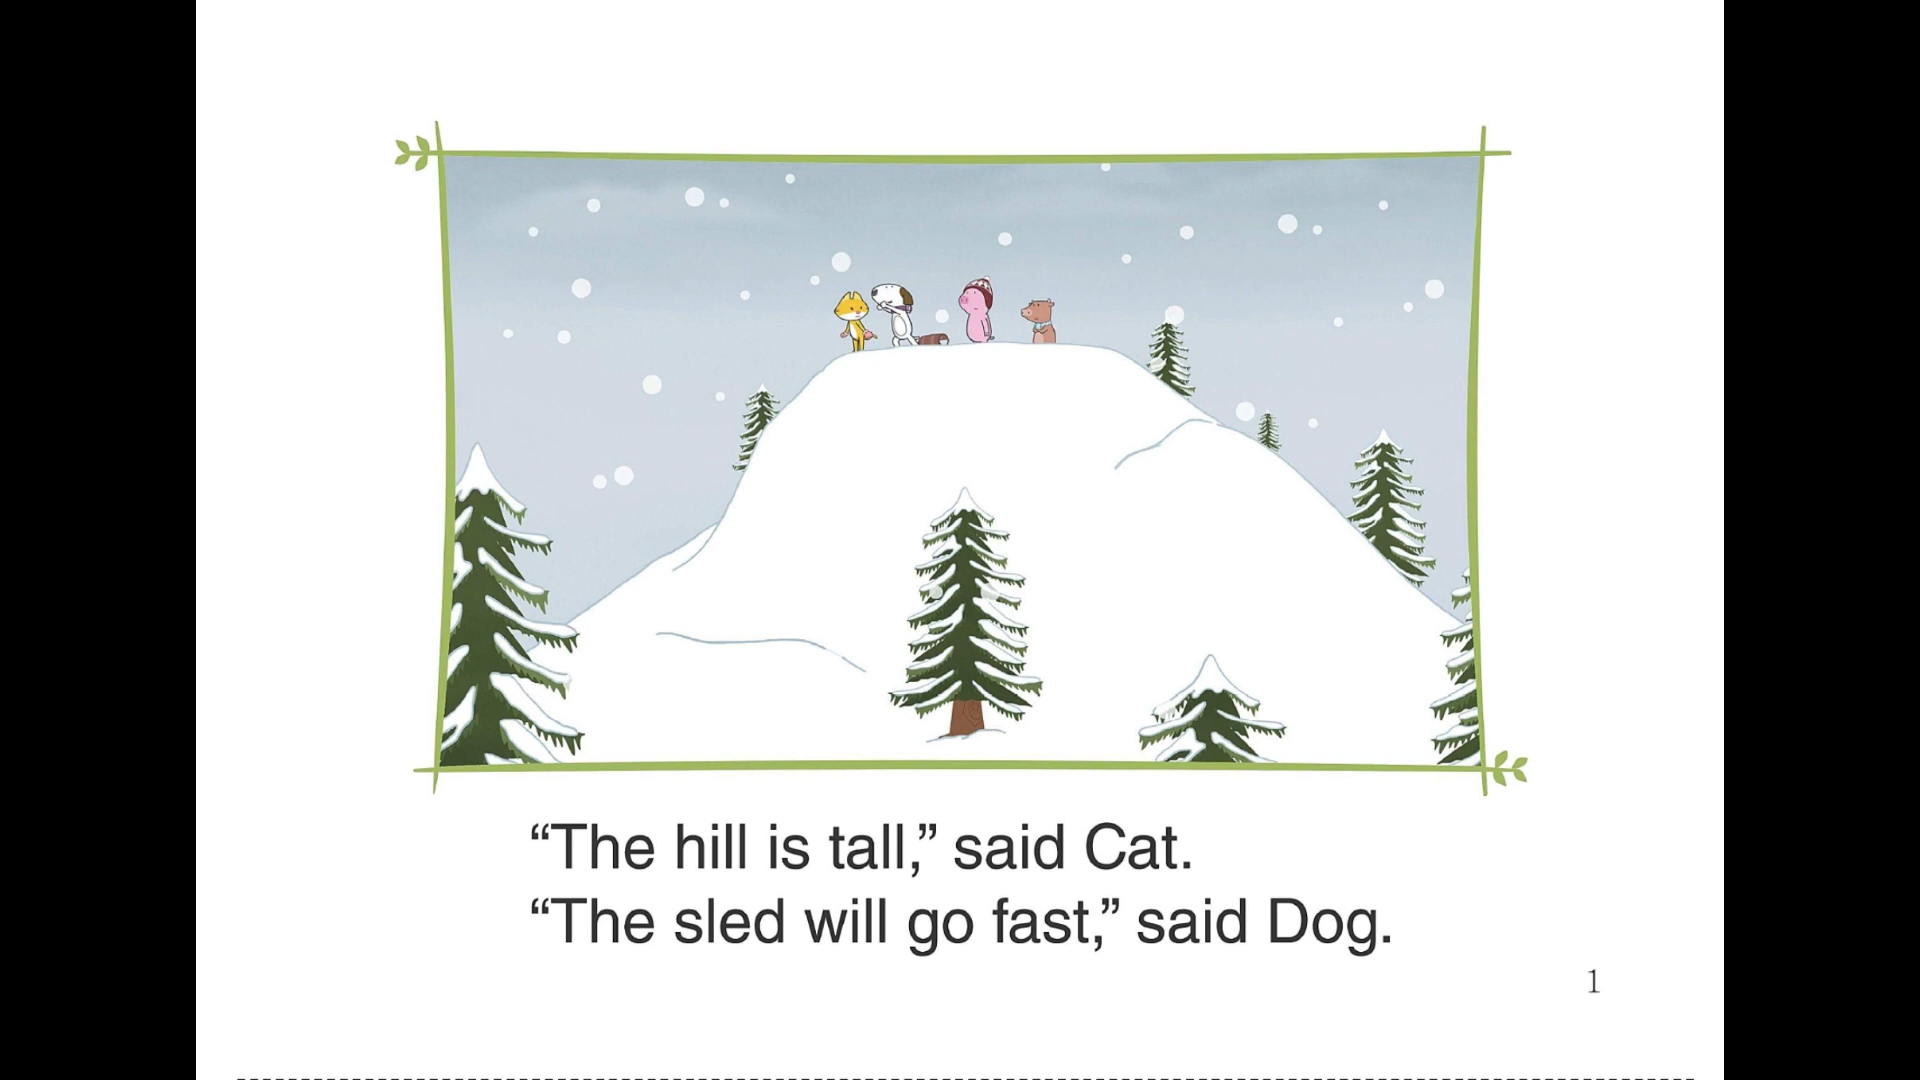 “The hill is tall,” said Cat.
“The sled will go fast,” said Dog.
1